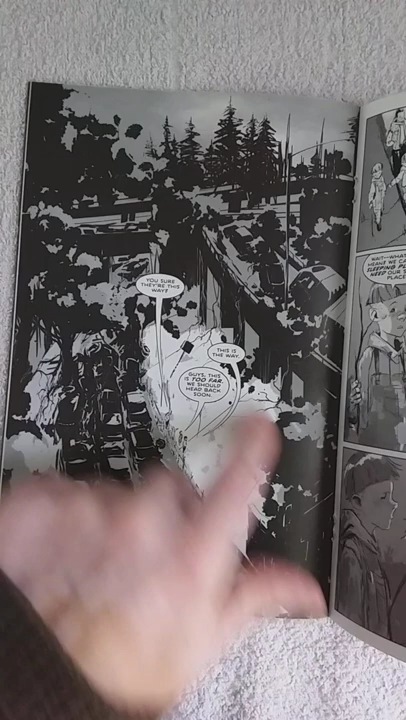 YOU SURE
THEY'RE THIS
WAY?
THIS IS
THE WAY.
GUYS, THIS
IS TOO FAR.
WE SHOULD
HEAD BACK
SOON.
WAIT--WHAT
MEANS WE CA
SLEEPING
NEED OUR
PLACE